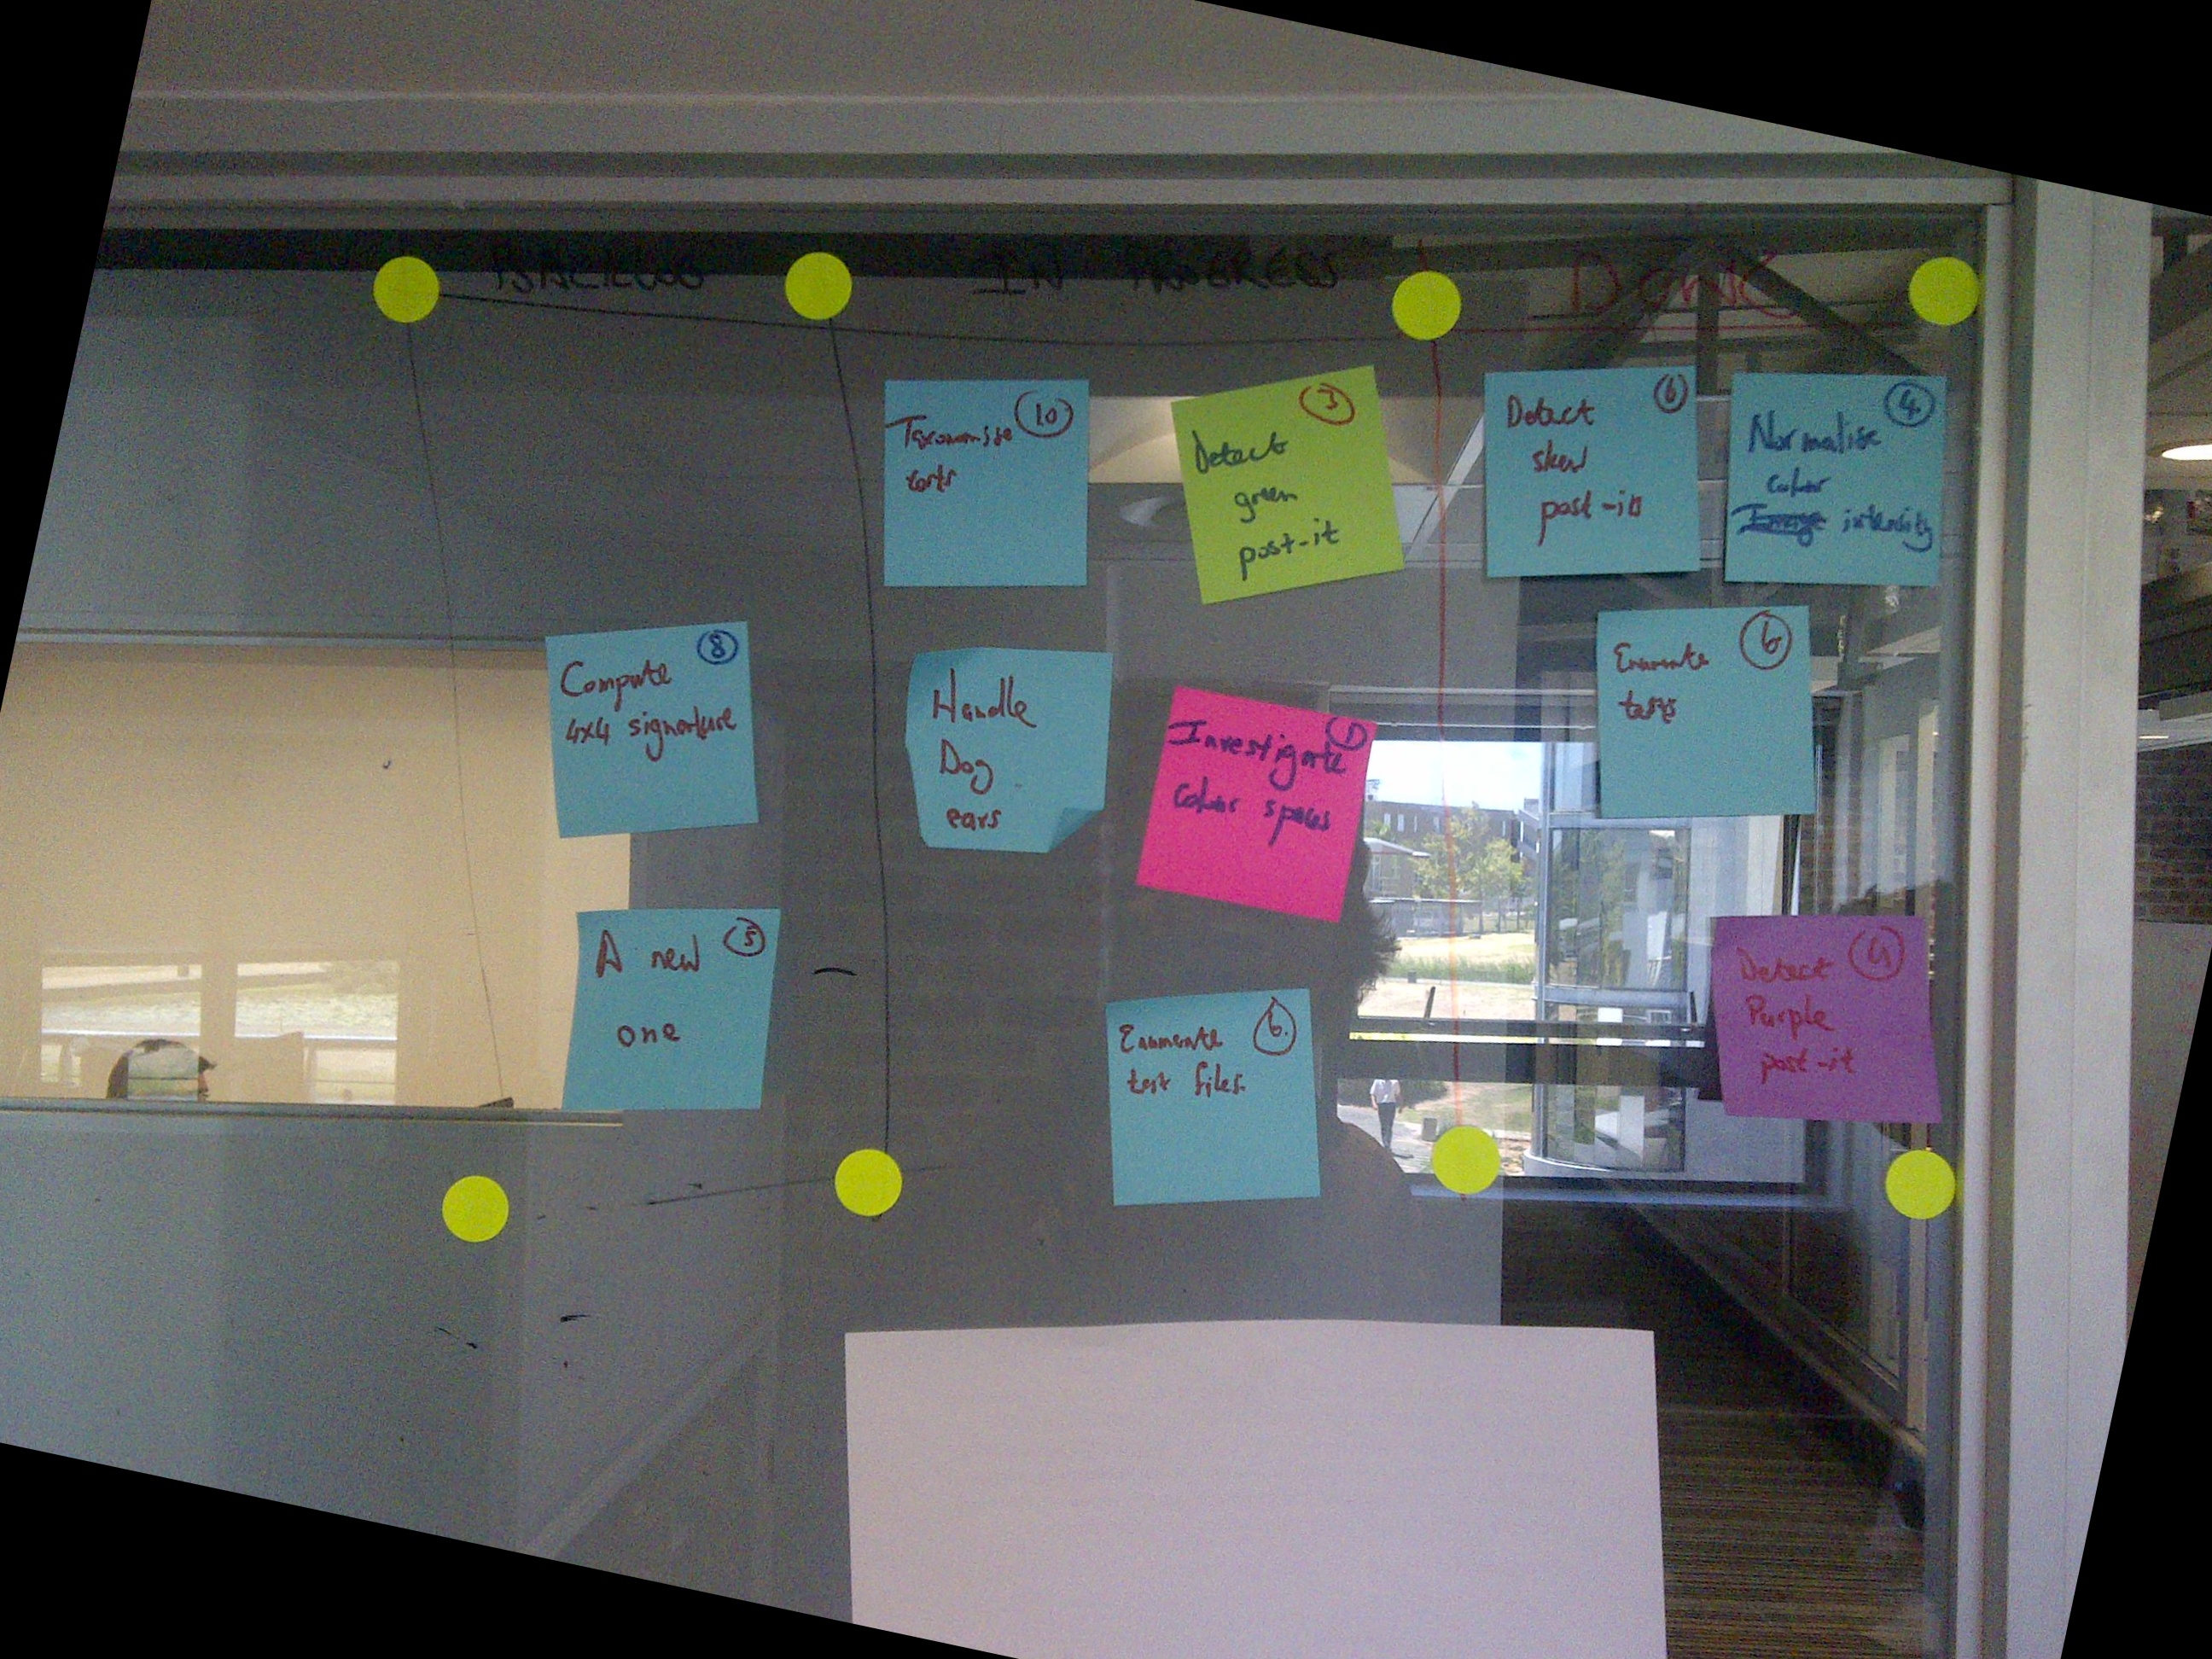 BACKLOG
IN PROGRESS
DONE
10
Taxonomise
tests
3
Detect
green
post-it
6
Detect
skew
post-its
4
Normalise
colour
intensity
8
Compute
4x4 signature
Handle
Dog
ears
Investigate
colour spaces
6
Enumerate
tests
5
A new
one
6.
Enumerate
test files.
4
Detect
Purple
post-it